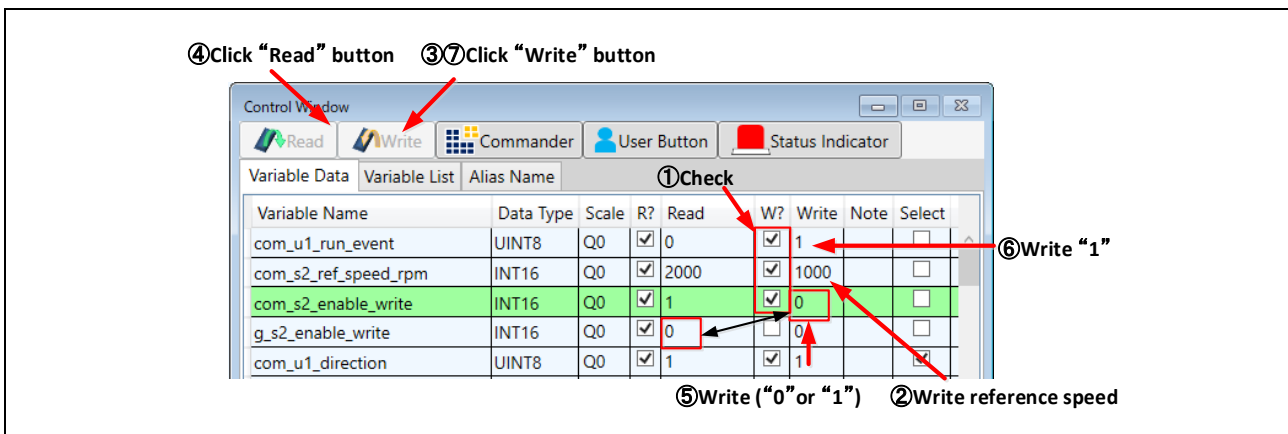 ④Click “Read” button ③⑦Click “Write” button
Control Window
Read Write Commander User Button Status Indicator
Variable Data Variable List Alias Name
①Check
Variable Name Data Type Scale R? Read W? Write Note Select
com_u1_run_event UINT8 Q0 0 1
⑥Write “1”
com_s2_ref_speed_rpm INT16 Q0 2000 1000
com_s2_enable_write INT16 Q0 1 0
g_s2_enable_write INT16 Q0 0 0
com_u1_direction UINT8 Q0 1 1
⑤Write (“0”or “1”) ②Write reference speed